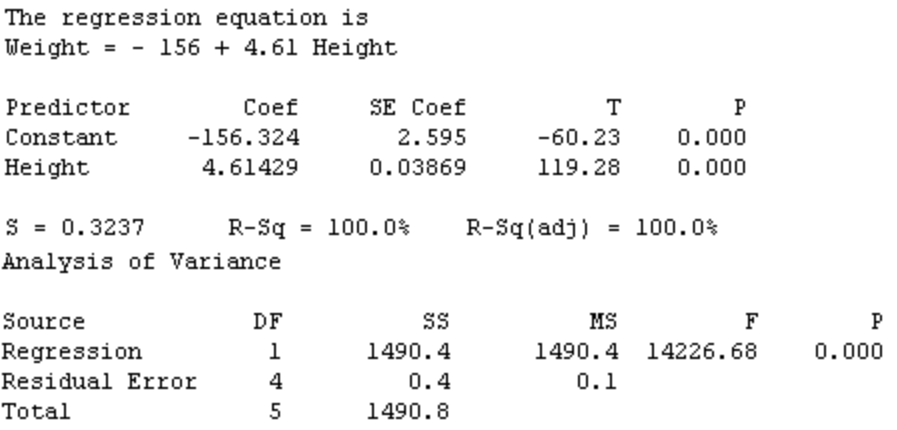 The regression equation is
Weight = - 156 + 4.61 Height
Predictor Coef SE Coef T P
Constant -156.324 2.595 -60.23 0.000
Height 4.61429 0.03869 119.28 0.000
S = 0.3237 R-Sq = 100.0% R-Sq(adj) = 100.0%
Analysis of Variance
Source DF SS MS F P
Regression 1 1490.4 1490.4 14226.68 0.000
Residual Error 4 0.4 0.1
Total 5 1490.8